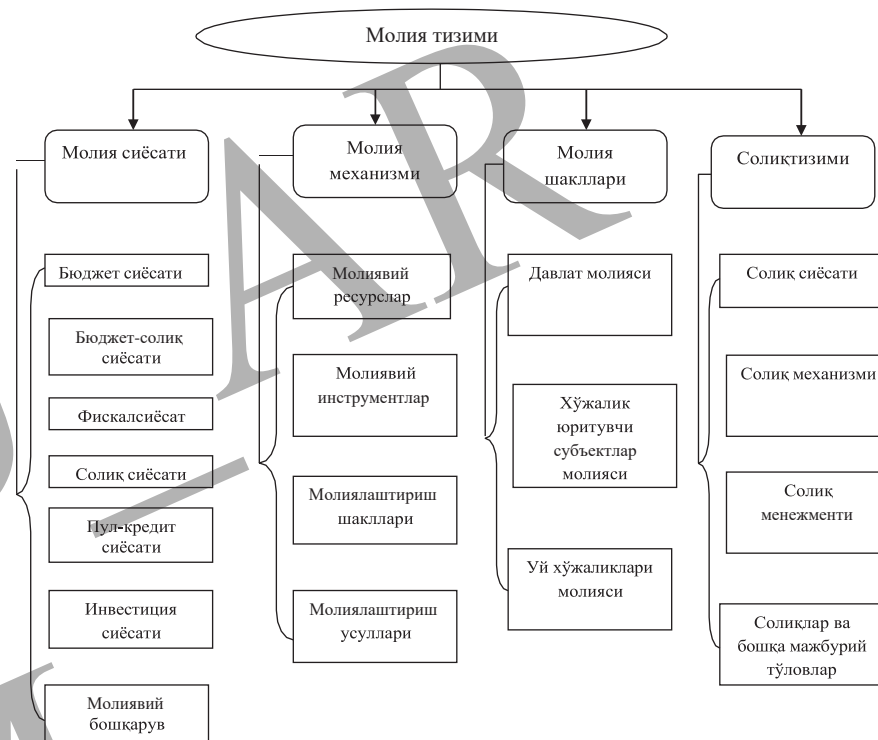 Молия тизими
Молия сиёсати
Бюджет сиёсати
Бюджет-солиқ
сиёсати
Фискалсиёсат
Солиқ сиёсати
Пул-кредит
сиёсати
Инвестиция
сиёсати
Молиявий
бошқарув
Молия
механизми
Молиявий
ресурслар
Молиявий
инструментлар
Молиялаштириш
шакллари
Молиялаштириш
усуллари
Молия
шакллари
Давлат молияси
Хўжалик
юритувчи
субъектлар
молияси
Уй хўжаликлари
молияси
Солиқтизими
Солиқ сиёсати
Солиқ механизми
Солиқ
менежменти
Солиқлар ва
бошқа мажбурий
тўловлар
_AR